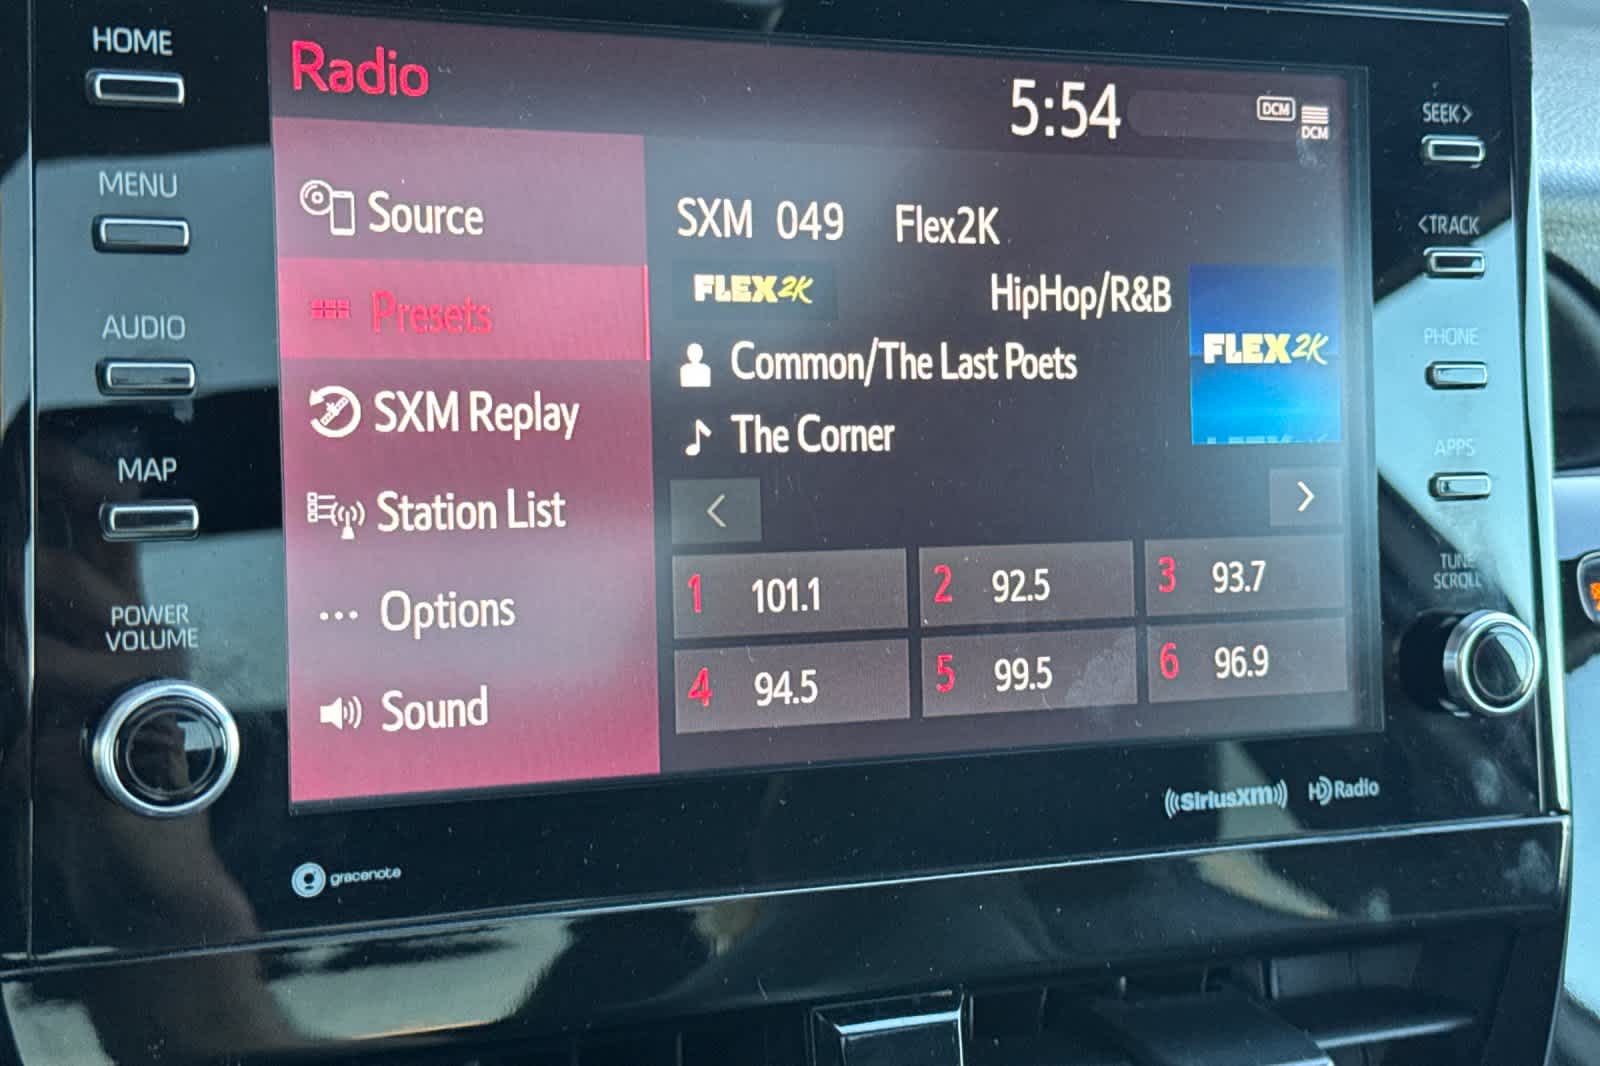 HOME
MENU
AUDIO
MAP
POWER
VOLUME
Radio
5:54
DCM
DCM
Source
Presets
SXM Replay
Station List
Options
Sound
SXM 049 Flex2K
FLEX2K
HipHop/R&B
FLEX2K
Common/The Last Poets
The Corner
1 101.1
2 92.5
3 93.7
4 94.5
5 99.5
6 96.9
SEEK>
<TRACK
PHONE
APPS
TUNE
SCROLL
gracenote
SiriusXM
HD Radio